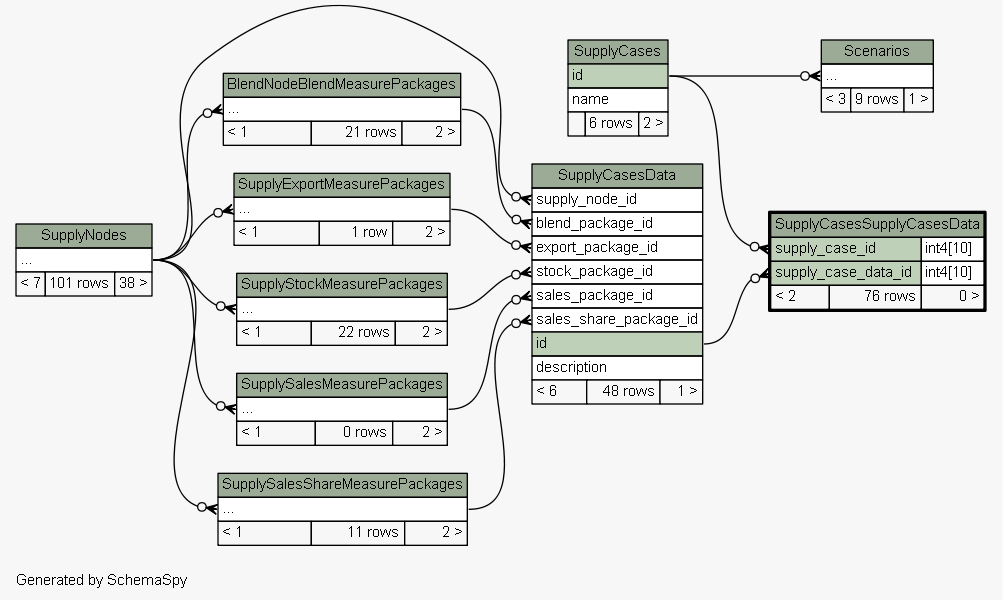 SupplyCases
id
name
6 rows 2 >
Scenarios
...
< 3 9 rows 1 >
BlendNodeBlendMeasurePackages
...
< 1 21 rows 2 >
SupplyExportMeasurePackages
...
< 1 1 row 2 >
SupplyNodes
...
< 7 101 rows 38 >
SupplyStockMeasurePackages
...
< 1 22 rows 2 >
SupplySalesMeasurePackages
...
< 1 0 rows 2 >
SupplySalesShareMeasurePackages
...
< 1 11 rows 2 >
SupplyCasesData
supply_node_id
blend_package_id
export_package_id
stock_package_id
sales_package_id
sales_share_package_id
id
description
< 6 48 rows 1 >
SupplyCasesSupplyCasesData
supply_case_id int4[10]
supply_case_data_id int4[10]
< 2 76 rows 0 >
Generated by SchemaSpy